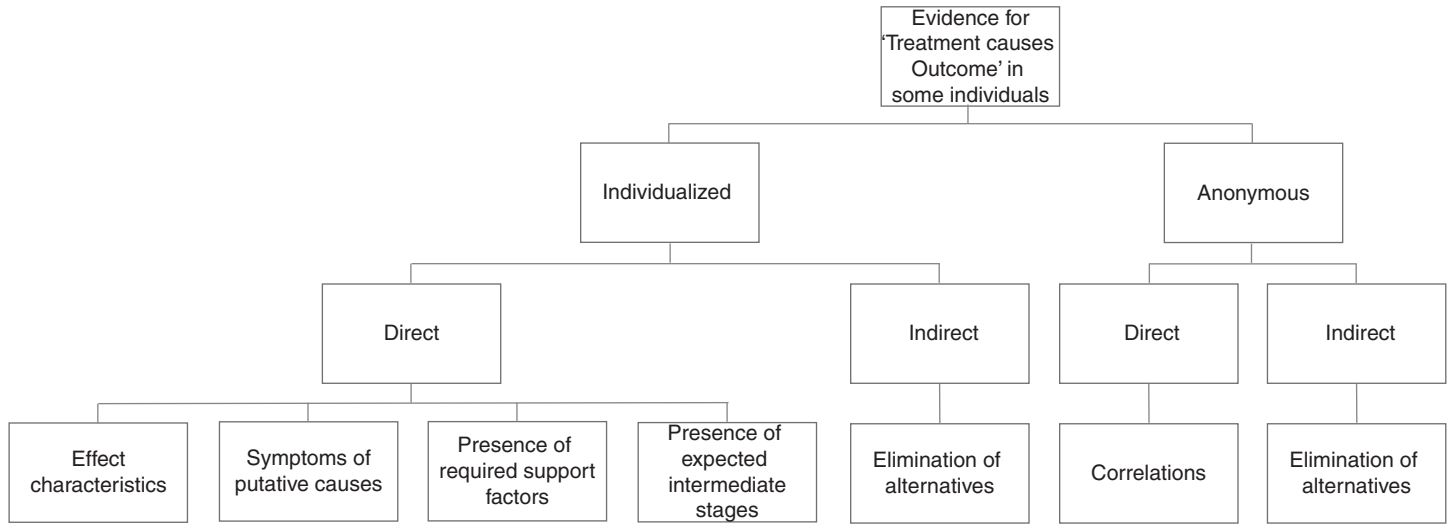 Evidence for
‘Treatment causes
Outcome’ in
some individuals
Individualized
Anonymous
Direct
Indirect
Direct
Indirect
Effect
characteristics
Symptoms of
putative causes
Presence of
required support
factors
Presence of
expected
intermediate
stages
Elimination of
alternatives
Correlations
Elimination of
alternatives